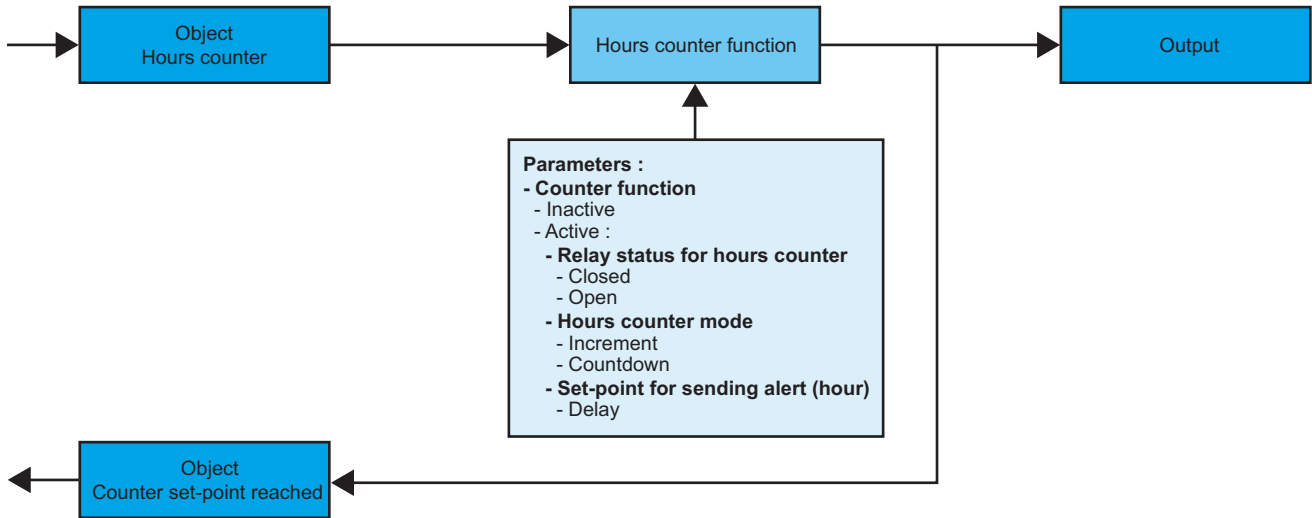 Object
Hours counter
Hours counter function
Output
Parameters :
- Counter function
- Inactive
- Active :
- Relay status for hours counter
- Closed
- Open
- Hours counter mode
- Increment
- Countdown
- Set-point for sending alert (hour)
- Delay
Object
Counter set-point reached